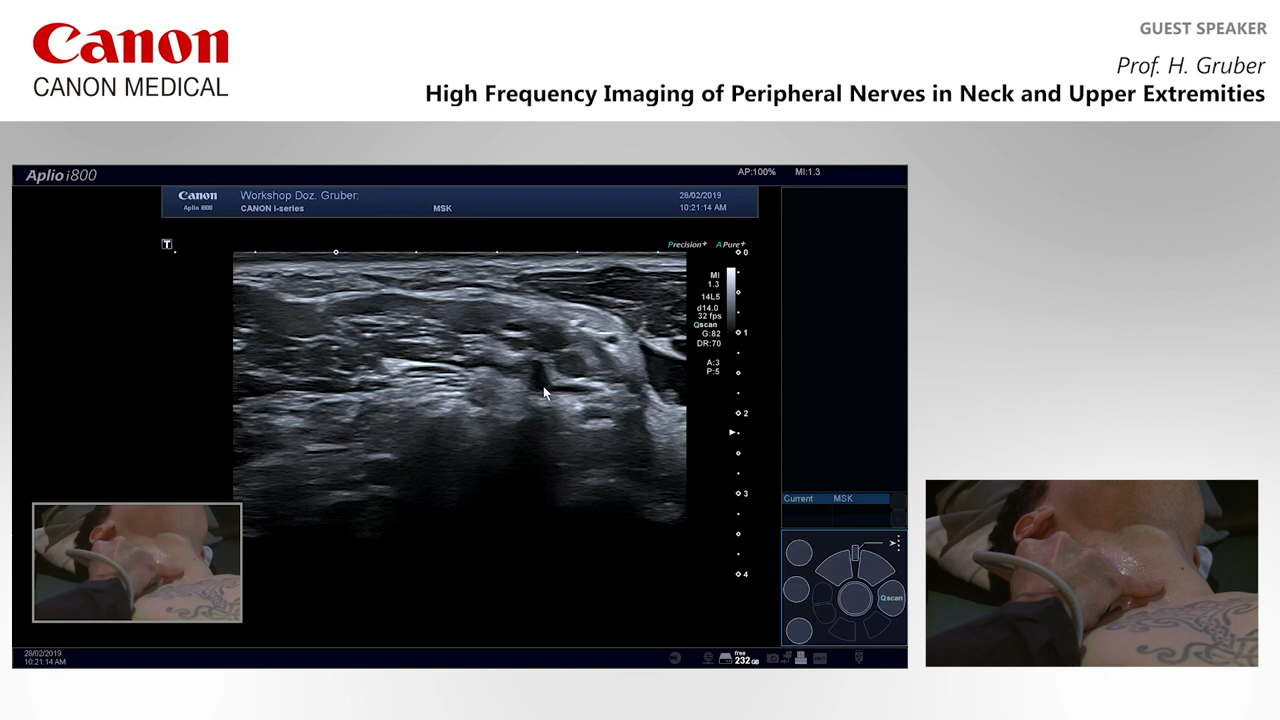 Canon
CANON MEDICAL
GUEST SPEAKER
Prof. H. Gruber
High Frequency Imaging of Peripheral Nerves in Neck and Upper Extremities
Aplio i800
AP:100% MI:1.3
Canon
Aplio i800
Workshop Doz. Gruber:
CANON i-series MSK
28/02/2019
10:21:14 AM
T
Precision+ APure+
0
MI
1.3
14L5
d14.0
32 fps
Qscan
G:82
DR:70
A:3
P:5
1
2
3
4
Current MSK
Qscan
28/02/2019
10:21:14 AM
free
232 GB